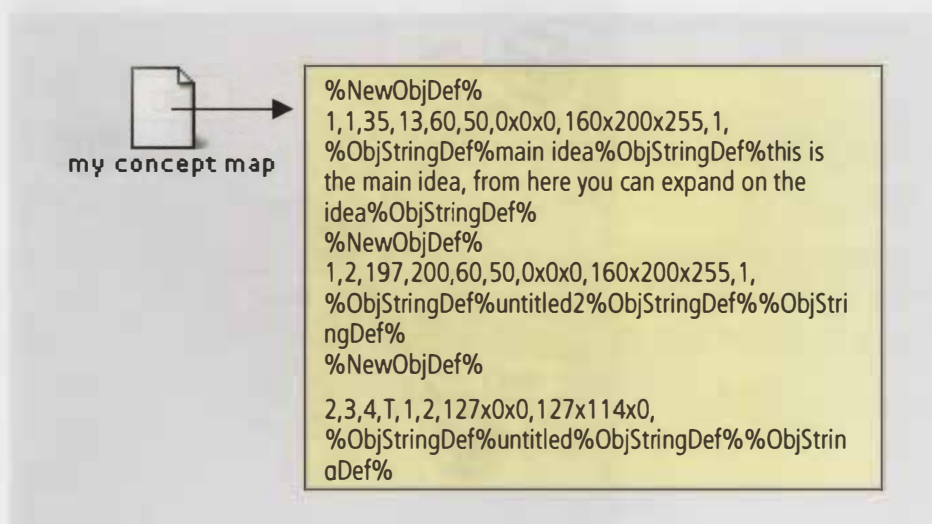 my concept map
%NewObjDef%
1,1,35,13,60,50,0x0x0,160x200x255,1,
%ObjStringDef%main idea%ObjStringDef%this is
the main idea, from here you can expand on the
idea%ObjStringDef%
%NewObjDef%
1,2,197,200,60,50,0x0x0,160x200x255,1,
%ObjStringDef%untitled2%ObjStringDef%%ObjStri
ngDef%
%NewObjDef%
2,3,4,T,1,2,127x0x0,127x114x0,
%ObjStringDef%untitled%ObjStringDef%%ObjStrin
gDef%